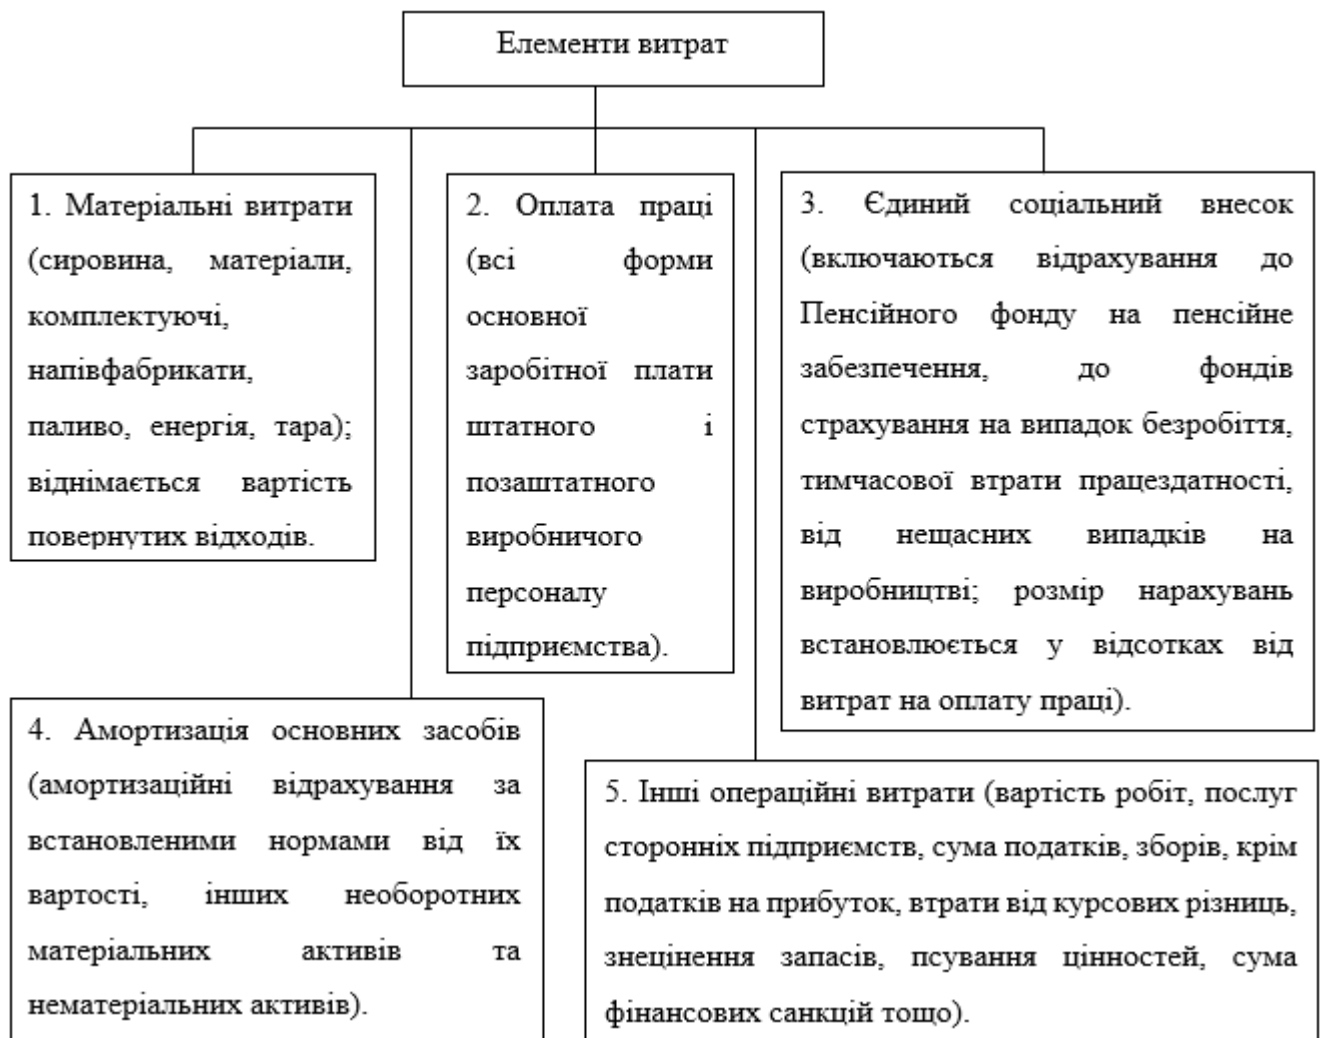 Елементи витрат
1. Матеріальні витрати
(сировина, матеріали,
комплектуючі,
напівфабрикати,
паливо, енергія, тара);
віднімається вартість
повернутих відходів.
2. Оплата праці
(всі форми
основної
заробітної плати
штатного і
позаштатного
виробничого
персоналу
підприємства).
3. Єдиний соціальний внесок
(включаються відрахування до
Пенсійного фонду на пенсійне
забезпечення, до фондів
страхування на випадок безробіття,
тимчасової втрати працездатності,
від нещасних випадків на
виробництві; розмір нарахувань
встановлюється у відсотках від
витрат на оплату праці).
4. Амортизація основних засобів
(амортизаційні відрахування за
встановленими нормами від їх
вартості, інших необоротних
матеріальних активів та
нематеріальних активів).
5. Інші операційні витрати (вартість робіт, послуг
сторонніх підприємств, сума податків, зборів, крім
податків на прибуток, втрати від курсових різниць,
знецінення запасів, псування цінностей, сума
фінансових санкцій тощо).